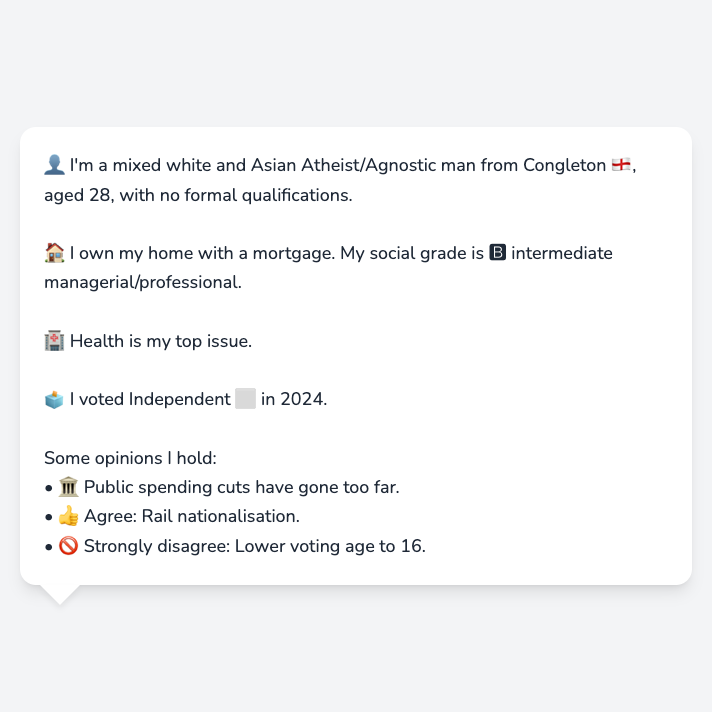 👤 I'm a mixed white and Asian Atheist/Agnostic man from Congleton 🏴󠁧󠁢󠁥󠁮󠁧󠁿,
aged 28, with no formal qualifications.
🏠 I own my home with a mortgage. My social grade is 🅱 intermediate
managerial/professional.
🏥 Health is my top issue.
🗳️ I voted Independent ⬜ in 2024.
Some opinions I hold:
• 🏛️ Public spending cuts have gone too far.
• 👍 Agree: Rail nationalisation.
• 🚫 Strongly disagree: Lower voting age to 16.